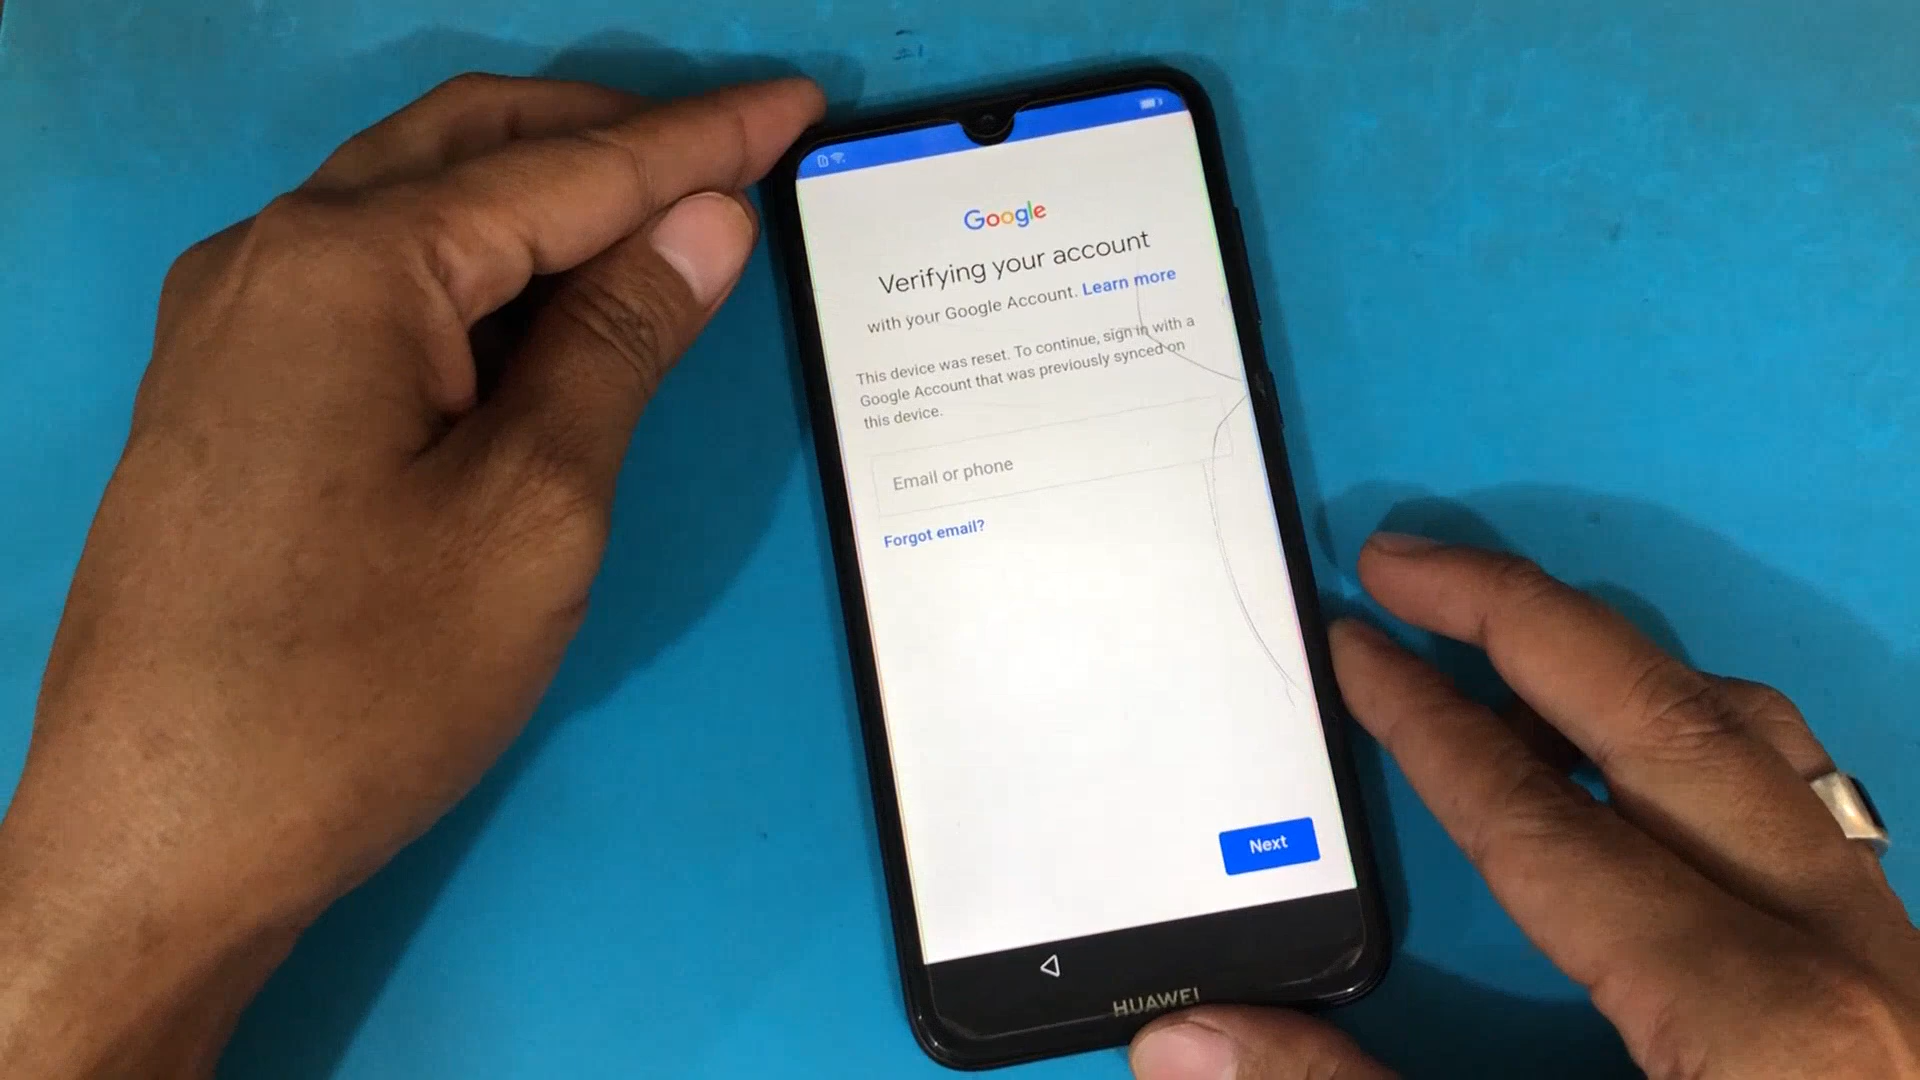 Google
Verifying your account
with your Google Account. Learn more
This device was reset. To continue, sign in with a
Google Account that was previously synced on
this device.
Email or phone
Forgot email?
Next
HUAWEI